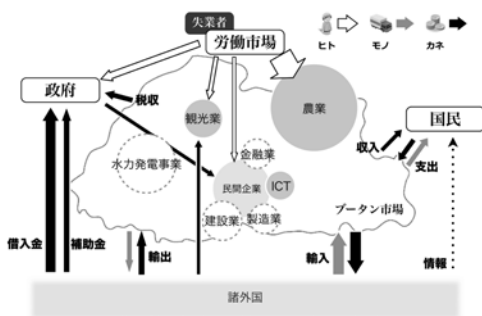 失業者
労働市場
ヒト
モノ
カネ
政府
税収
観光業
農業
国民
収入
支出
金融業
水力発電事業
民間企業
ICT
建設業
製造業
ブータン市場
借入金
補助金
輸出
輸入
情報
諸外国